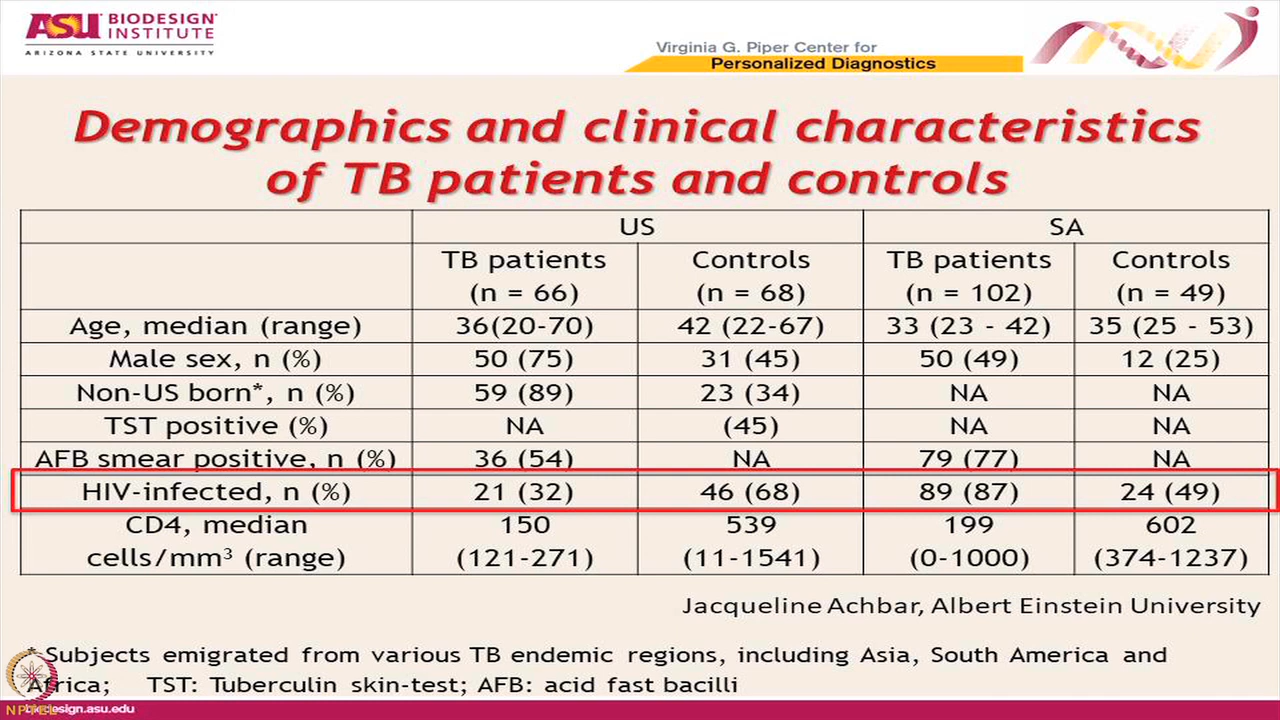 ASU BIODESIGN INSTITUTE
ARIZONA STATE UNIVERSITY
Virginia G. Piper Center for
Personalized Diagnostics
Demographics and clinical characteristics
of TB patients and controls
US SA
TB patients (n = 66) Controls (n = 68) TB patients (n = 102) Controls (n = 49)
Age, median (range) 36(20-70) 42 (22-67) 33 (23 - 42) 35 (25 - 53)
Male sex, n (%) 50 (75) 31 (45) 50 (49) 12 (25)
Non-US born*, n (%) 59 (89) 23 (34) NA NA
TST positive (%) NA (45) NA NA
AFB smear positive, n (%) 36 (54) NA 79 (77) NA
HIV-infected, n (%) 21 (32) 46 (68) 89 (87) 24 (49)
CD4, median cells/mm³ (range) 150 (121-271) 539 (11-1541) 199 (0-1000) 602 (374-1237)
Jacqueline Achbar, Albert Einstein University
* Subjects emigrated from various TB endemic regions, including Asia, South America and
Africa; TST: Tuberculin skin-test; AFB: acid fast bacilli
NPTEL
biodesign.asu.edu